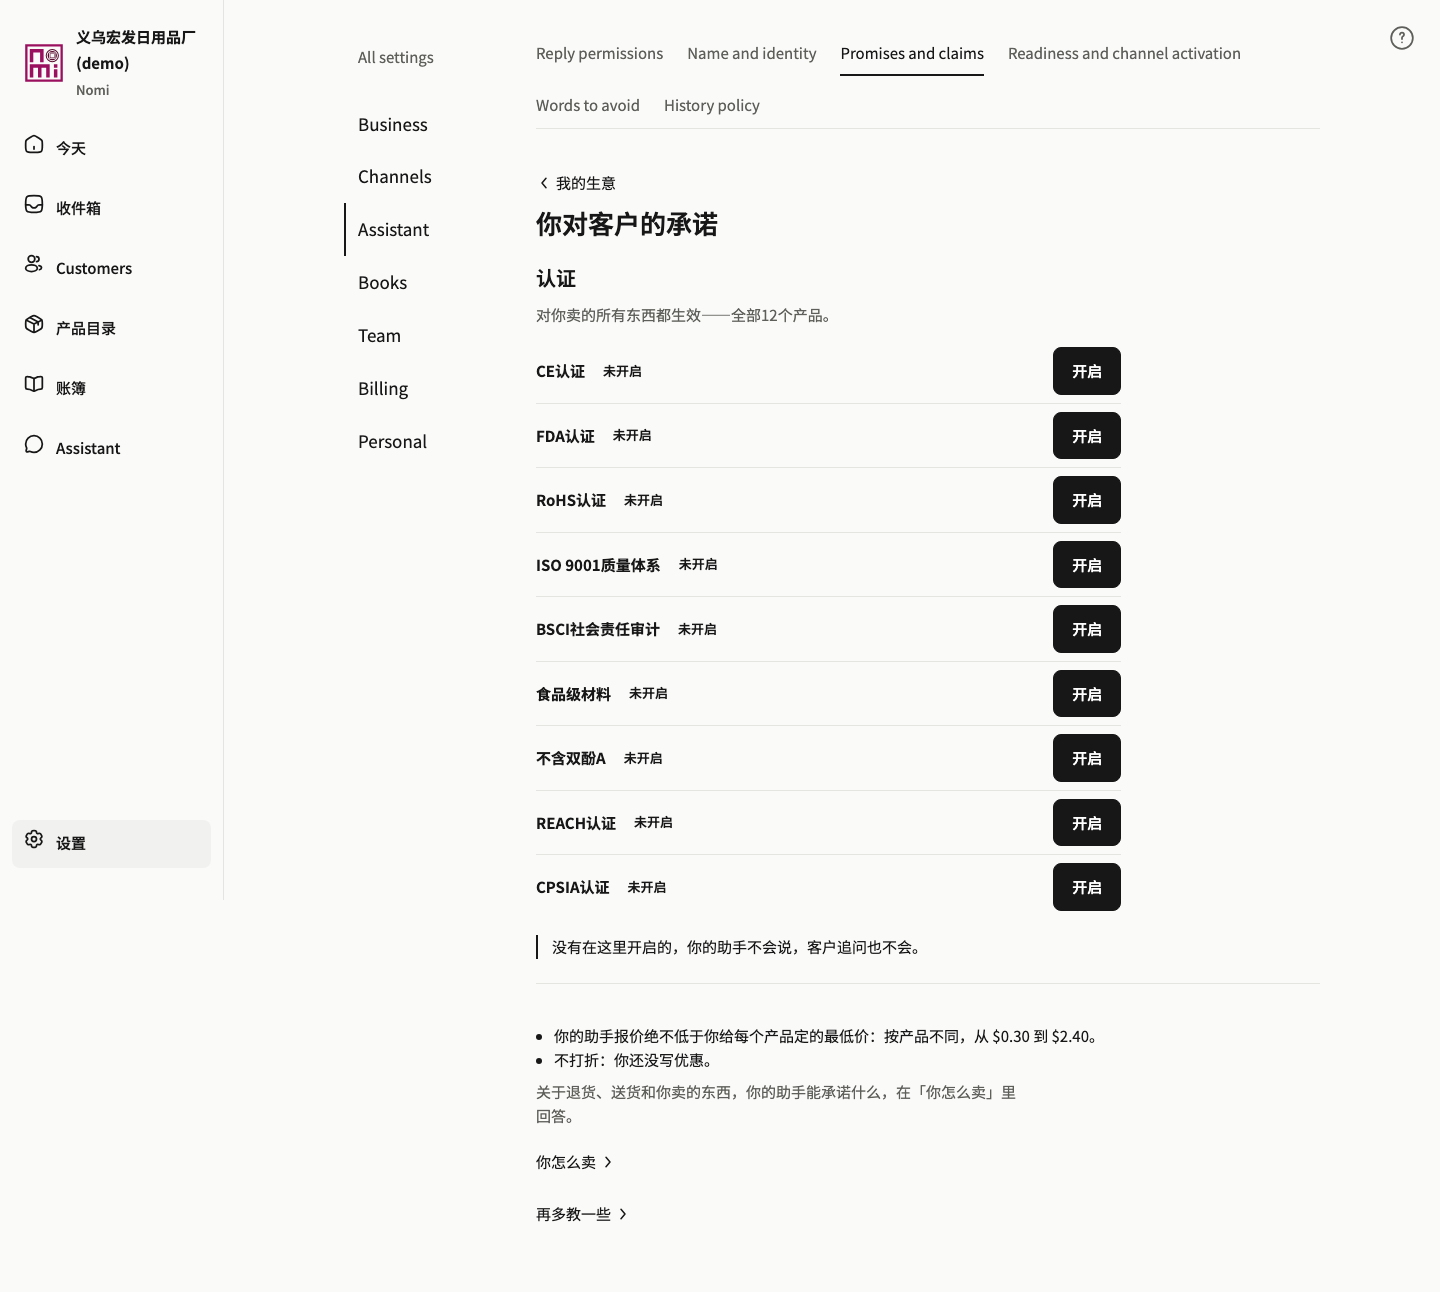 义乌宏发日用品厂
(demo)
Nomi
今天
收件箱
Customers
产品目录
账簿
Assistant
设置
All settings
Business
Channels
Assistant
Books
Team
Billing
Personal
Reply permissions
Name and identity
Promises and claims
Readiness and channel activation
Words to avoid
History policy
我的生意
你对客户的承诺
认证
对你卖的所有东西都生效——全部12个产品。
CE认证 未开启 开启
FDA认证 未开启 开启
RoHS认证 未开启 开启
ISO 9001质量体系 未开启 开启
BSCI社会责任审计 未开启 开启
食品级材料 未开启 开启
不含双酚A 未开启 开启
REACH认证 未开启 开启
CPSIA认证 未开启 开启
没有在这里开启的，你的助手不会说，客户追问也不会。
你的助手报价绝不低于你给每个产品定的最低价：按产品不同，从 $0.30 到 $2.40。
不打折：你还没写优惠。
关于退货、送货和你卖的东西，你的助手能承诺什么，在「你怎么卖」里
回答。
你怎么卖
再多教一些